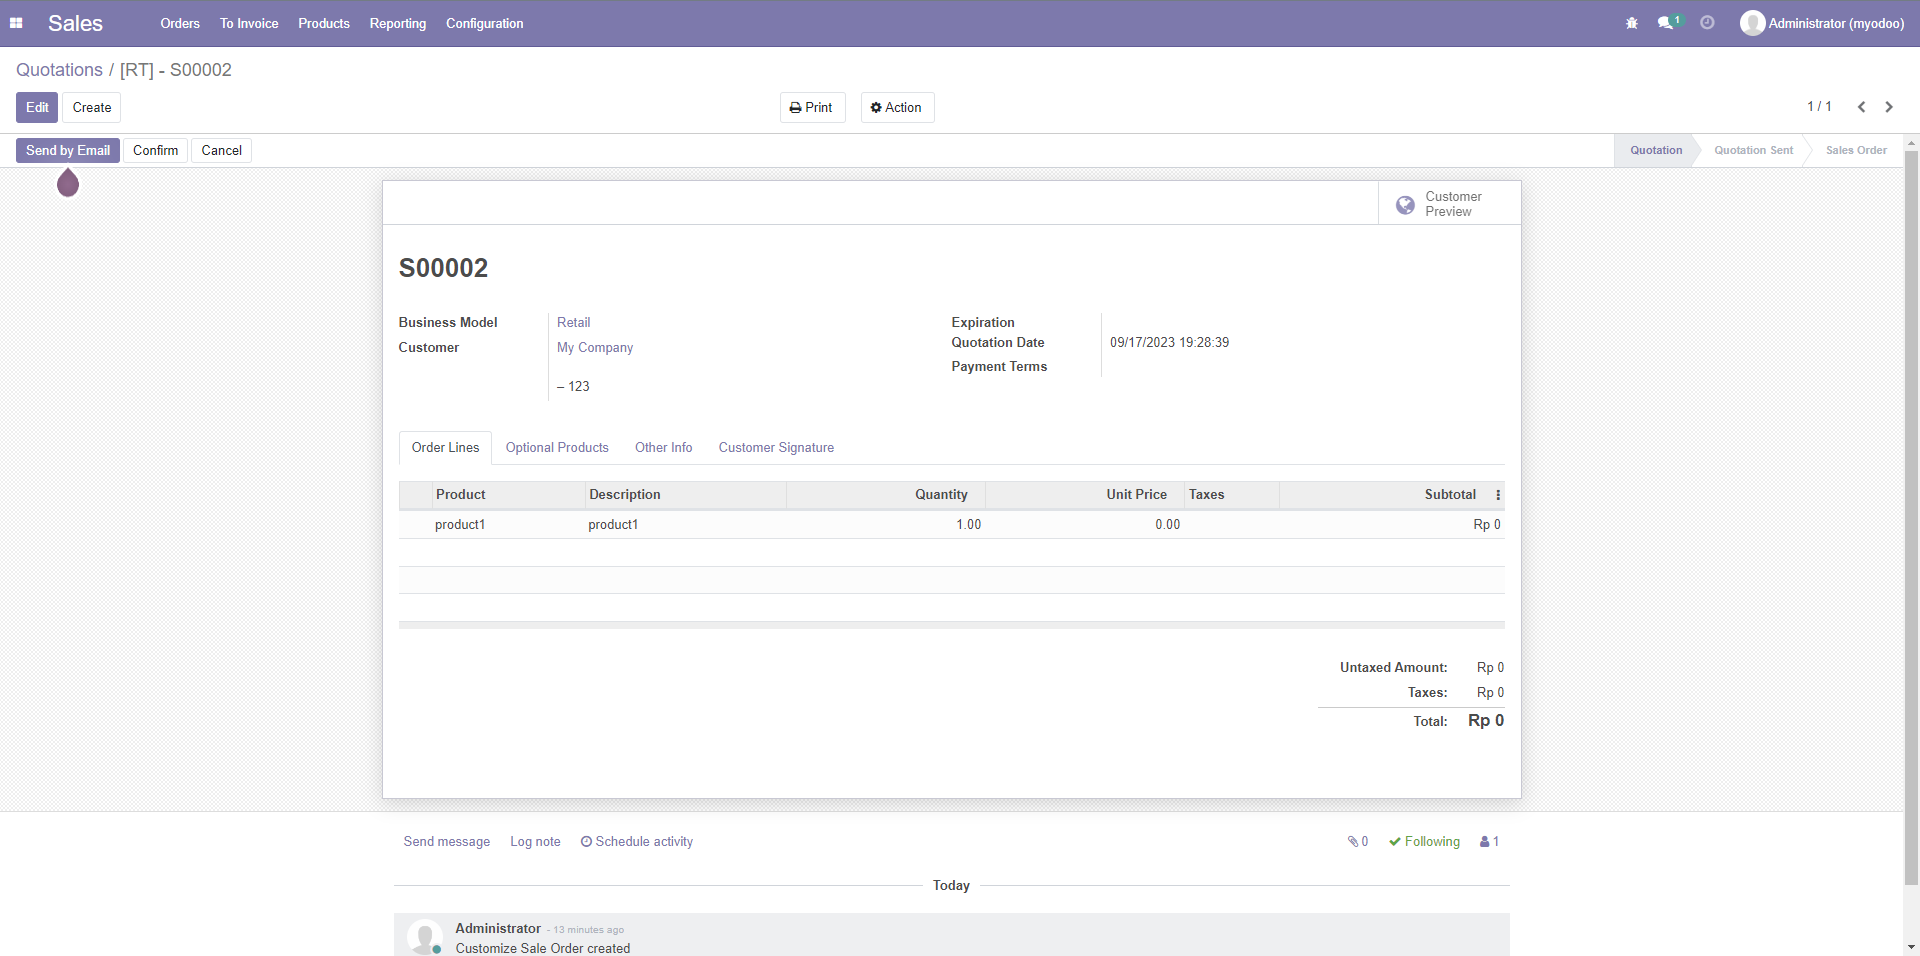 Sales Orders To Invoice Products Reporting Configuration 1 Administrator (myodoo)
Quotations / [RT] - S00002
Edit Create Print Action 1 / 1
Send by Email Confirm Cancel Quotation Quotation Sent Sales Order
Customer
Preview
S00002
Business Model Retail
Customer My Company
– 123
Expiration
Quotation Date 09/17/2023 19:28:39
Payment Terms
Order Lines Optional Products Other Info Customer Signature
Product Description Quantity Unit Price Taxes Subtotal
product1 product1 1.00 0.00 Rp 0
Untaxed Amount: Rp 0
Taxes: Rp 0
Total: Rp 0
Send message Log note Schedule activity 0 Following 1
Today
Administrator - 13 minutes ago
Customize Sale Order created